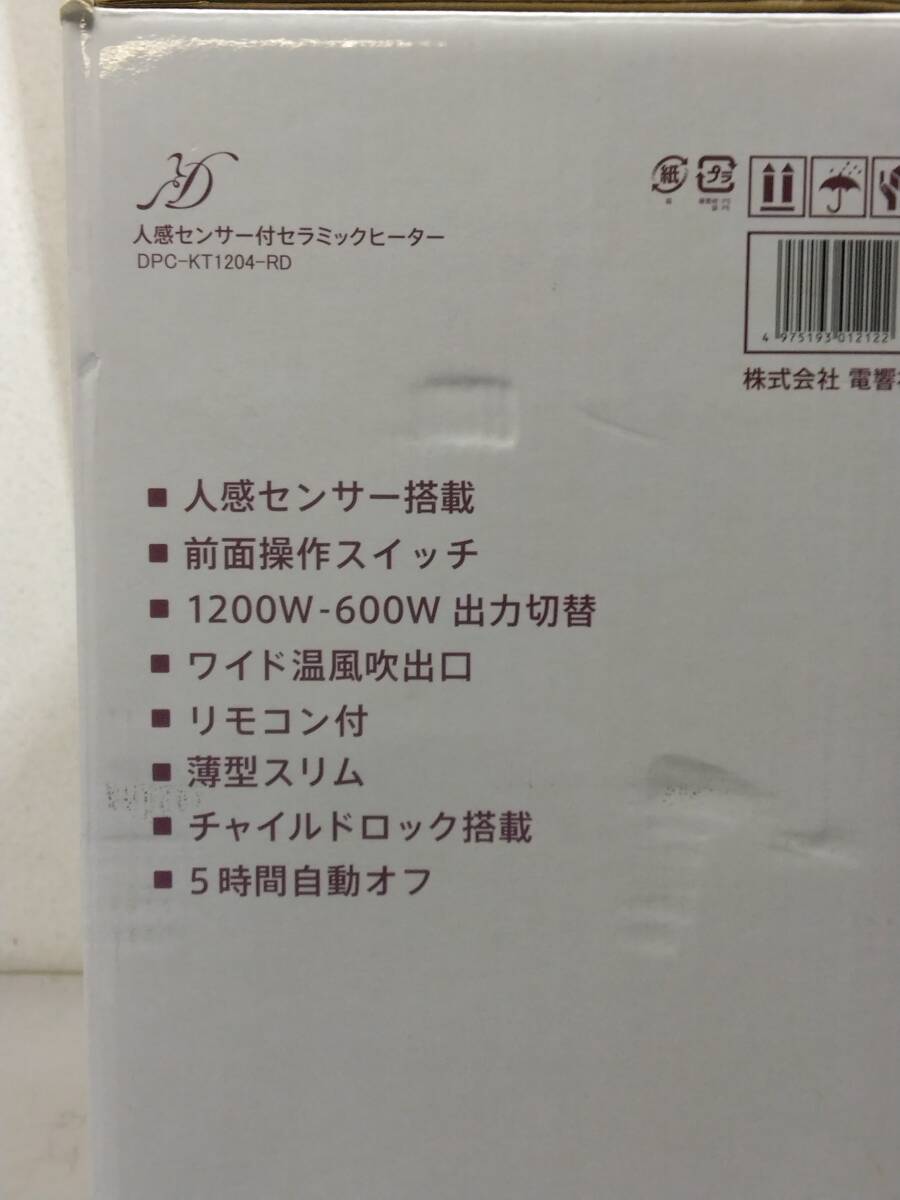 人感センサー付セラミックヒーター
DPC-KT1204-RD
紙
プラ
4 975193 012122
株式会社 電響
■ 人感センサー搭載
■ 前面操作スイッチ
■ 1200W-600W 出力切替
■ ワイド温風吹出口
■ リモコン付
■ 薄型スリム
■ チャイルドロック搭載
■ 5時間自動オフ